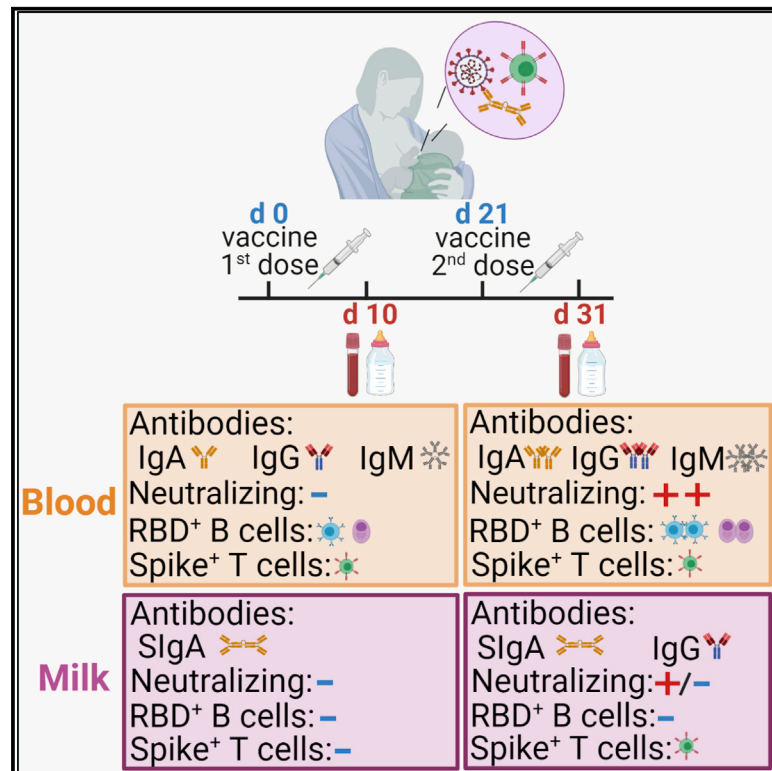 d 0
vaccine
1st dose
d 21
vaccine
2nd dose
d 10
d 31
Blood
Antibodies:
IgA IgG IgM
Neutralizing: -
RBD+ B cells:
Spike+ T cells:
Antibodies:
IgA IgG IgM
Neutralizing: + +
RBD+ B cells:
Spike+ T cells:
Milk
Antibodies:
SIgA
Neutralizing: -
RBD+ B cells: -
Spike+ T cells: -
Antibodies:
SIgA IgG
Neutralizing: +/-
RBD+ B cells: -
Spike+ T cells: